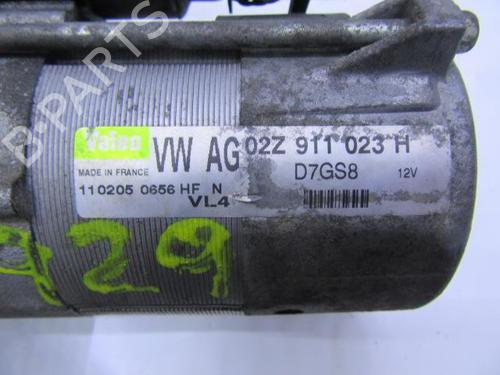 B-PARTS
Valeo VW AG 02Z 911 023 H
MADE IN FRANCE D7GS8 12V
110205 0656 HF N
VL4
929